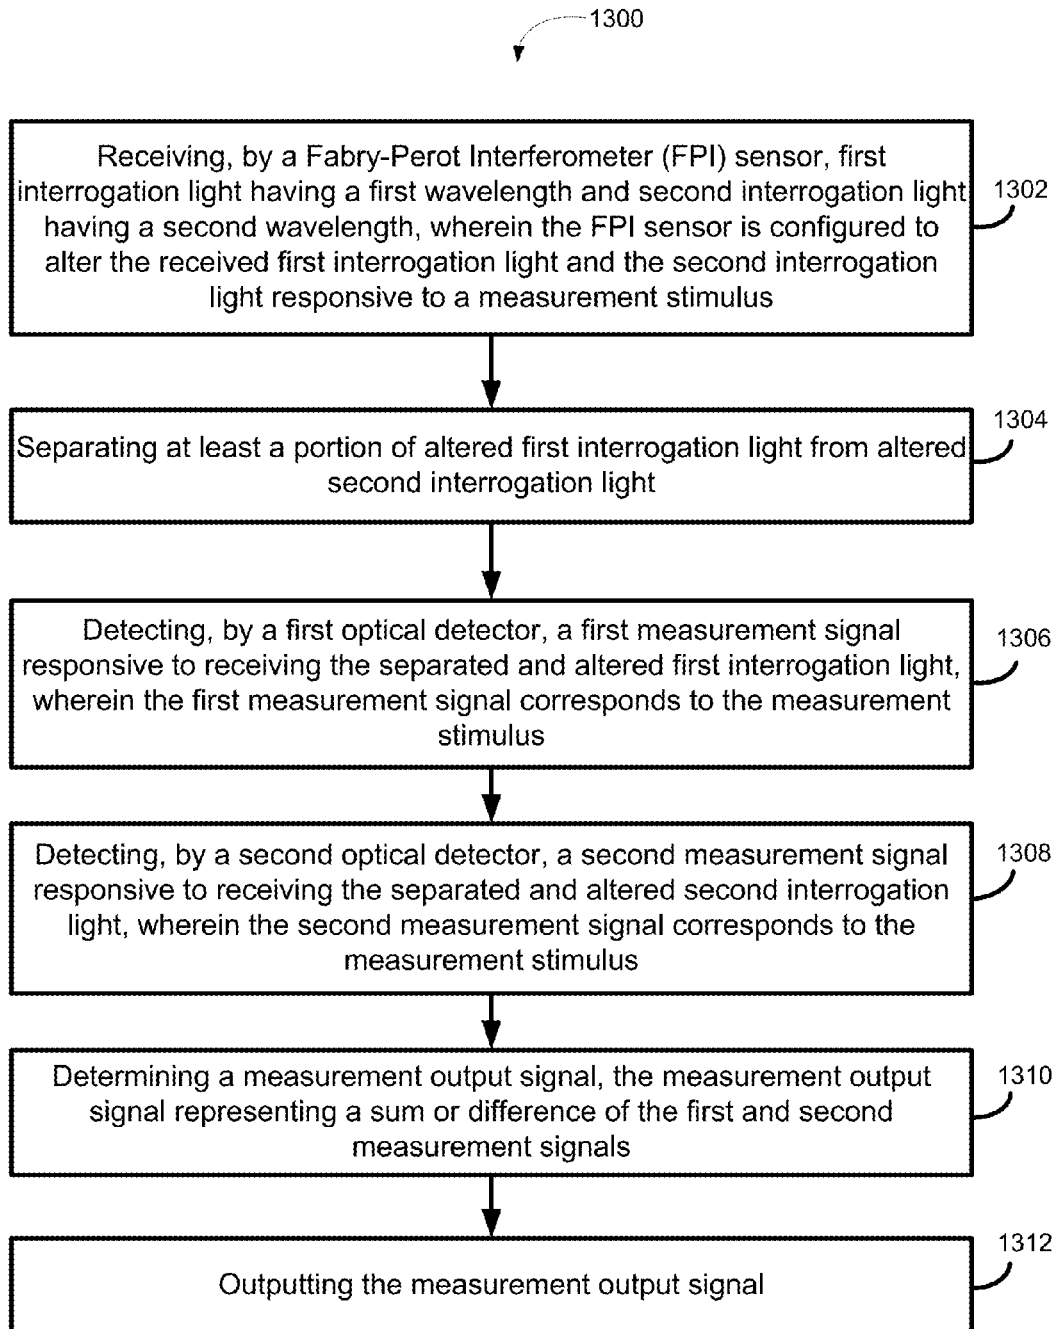 1300
Receiving, by a Fabry-Perot Interferometer (FPI) sensor, first
interrogation light having a first wavelength and second interrogation light
having a second wavelength, wherein the FPI sensor is configured to
alter the received first interrogation light and the second interrogation
light responsive to a measurement stimulus
1302
Separating at least a portion of altered first interrogation light from altered
second interrogation light
1304
Detecting, by a first optical detector, a first measurement signal
responsive to receiving the separated and altered first interrogation light,
wherein the first measurement signal corresponds to the measurement
stimulus
1306
Detecting, by a second optical detector, a second measurement signal
responsive to receiving the separated and altered second interrogation
light, wherein the second measurement signal corresponds to the
measurement stimulus
1308
Determining a measurement output signal, the measurement output
signal representing a sum or difference of the first and second
measurement signals
1310
Outputting the measurement output signal
1312